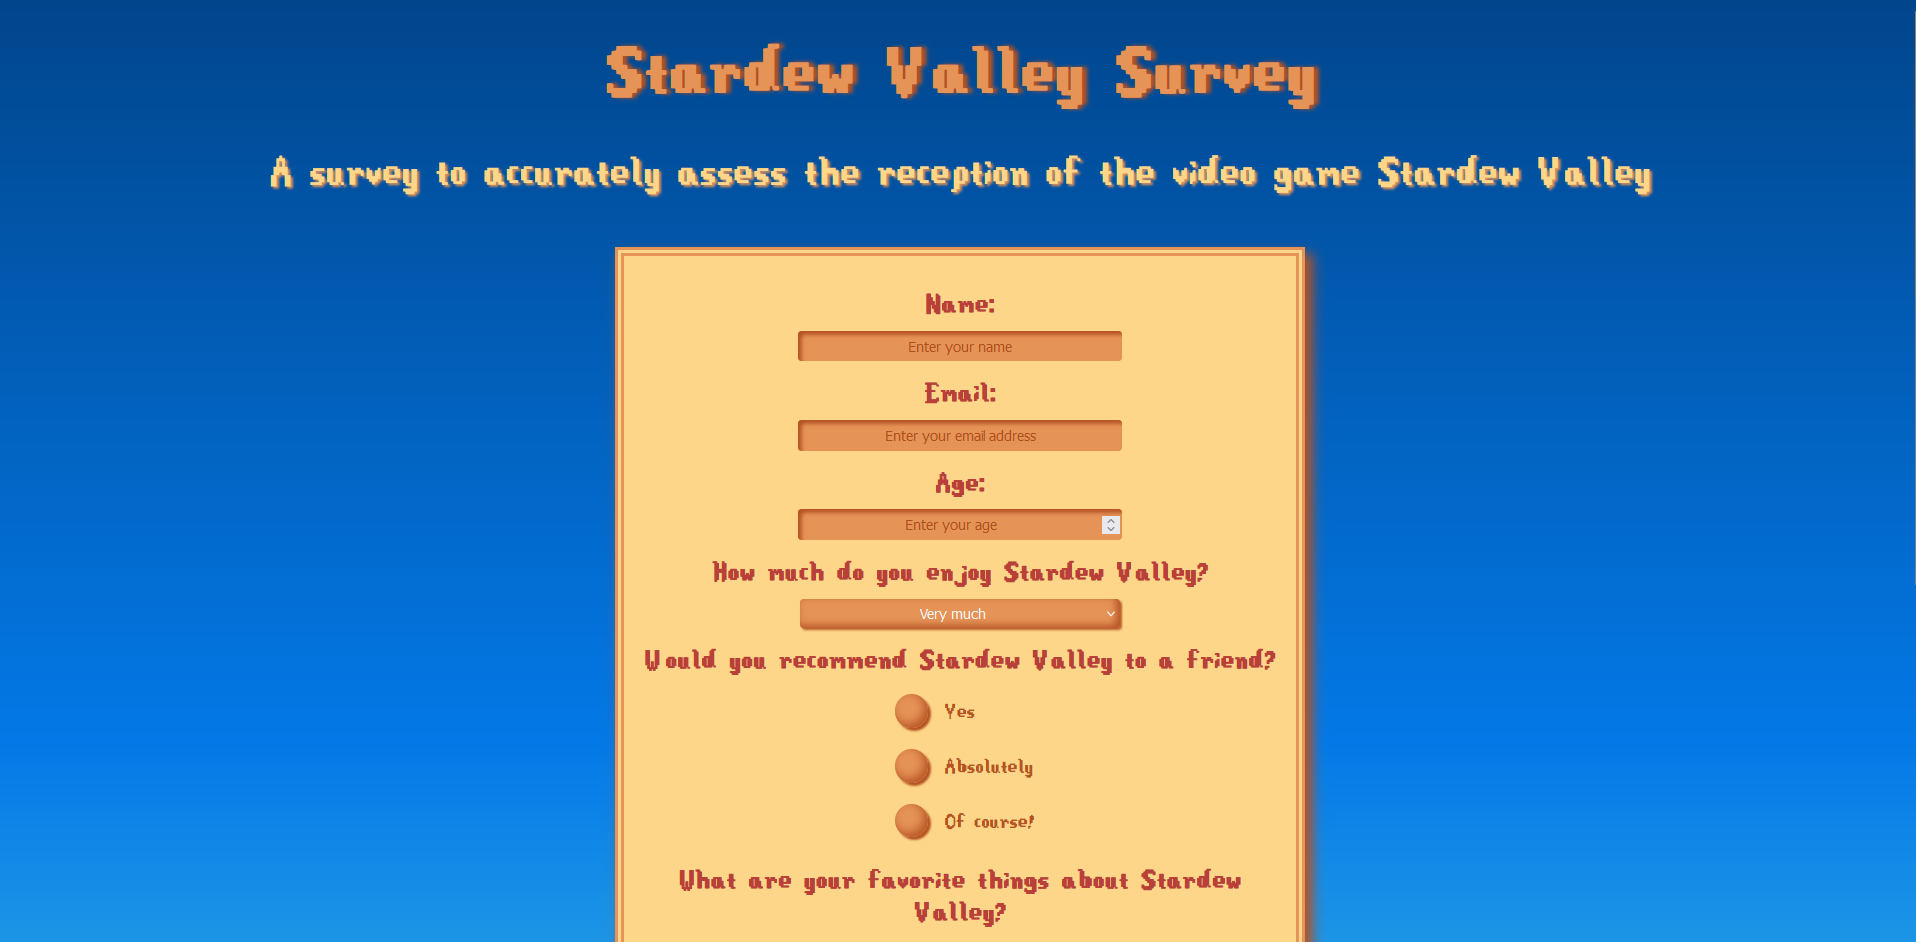 Stardew Valley Survey
A survey to accurately assess the reception of the video game Stardew Valley
Name:
Enter your name
Email:
Enter your email address
Age:
Enter your age
How much do you enjoy Stardew Valley?
Very much
Would you recommend Stardew Valley to a friend?
Yes
Absolutely
Of course!
What are your favorite things about Stardew
Valley?